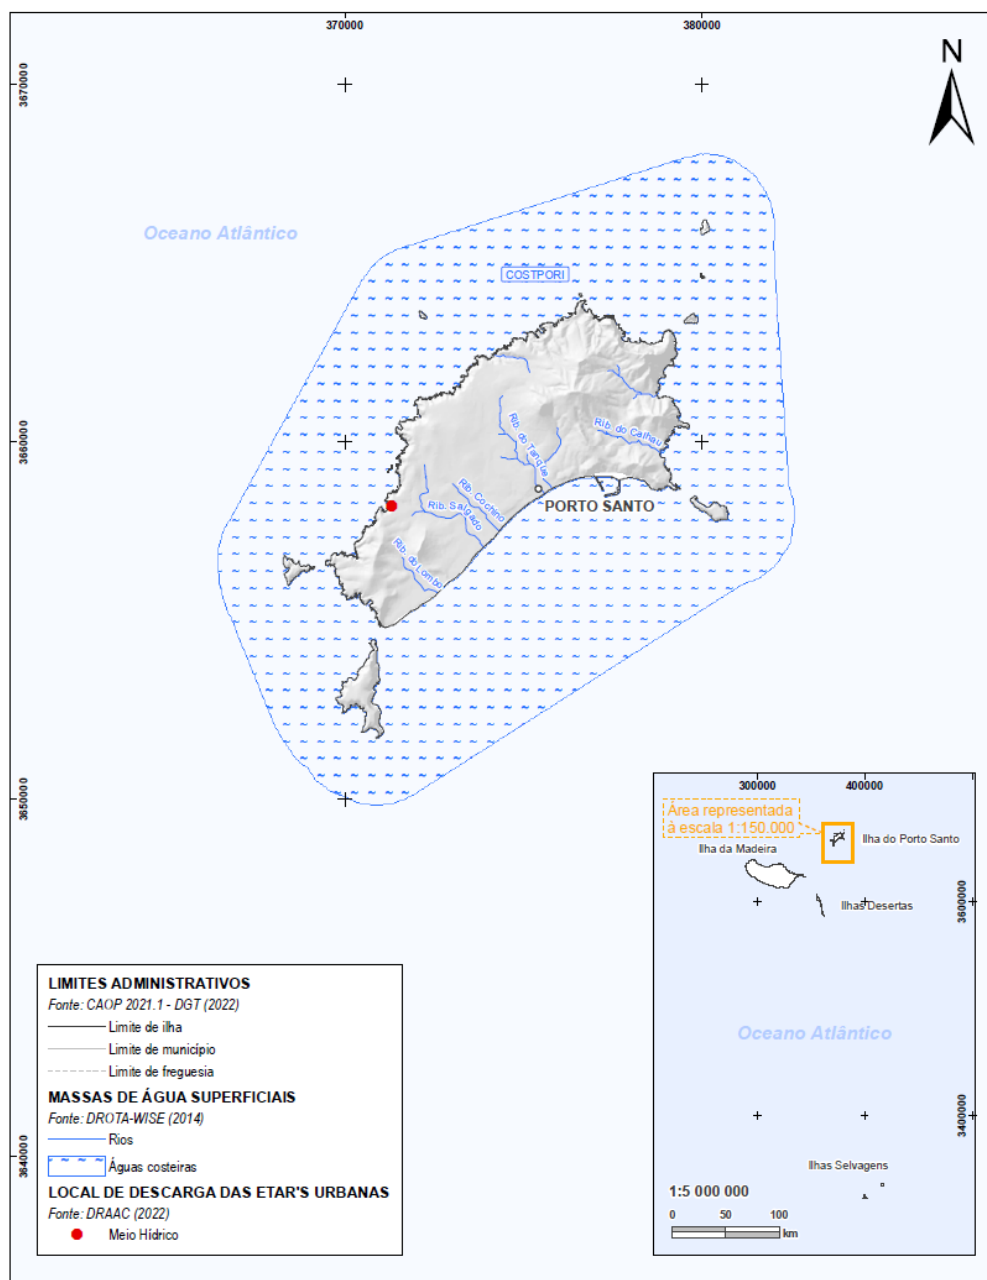 370000
380000
3670000
N
Oceano Atlântico
COSTPORI
3660000
Rib. do Tanque
Rib. do Calhau
Rib. Cochino
Rib. Salgado
PORTO SANTO
Rib. do Lombo
3650000
300000
400000
Área representada
à escala 1:150.000
Ilha do Porto Santo
Ilha da Madeira
Ilhas Desertas
3600000
Oceano Atlântico
3400000
Ilhas Selvagens
1:5 000 000
0 50 100
km
3640000
LIMITES ADMINISTRATIVOS
Fonte: CAOP 2021.1 - DGT (2022)
Limite de ilha
Limite de município
Limite de freguesia
MASSAS DE ÁGUA SUPERFICIAIS
Fonte: DROTA-WISE (2014)
Rios
Águas costeiras
LOCAL DE DESCARGA DAS ETAR'S URBANAS
Fonte: DRAAC (2022)
Meio Hídrico